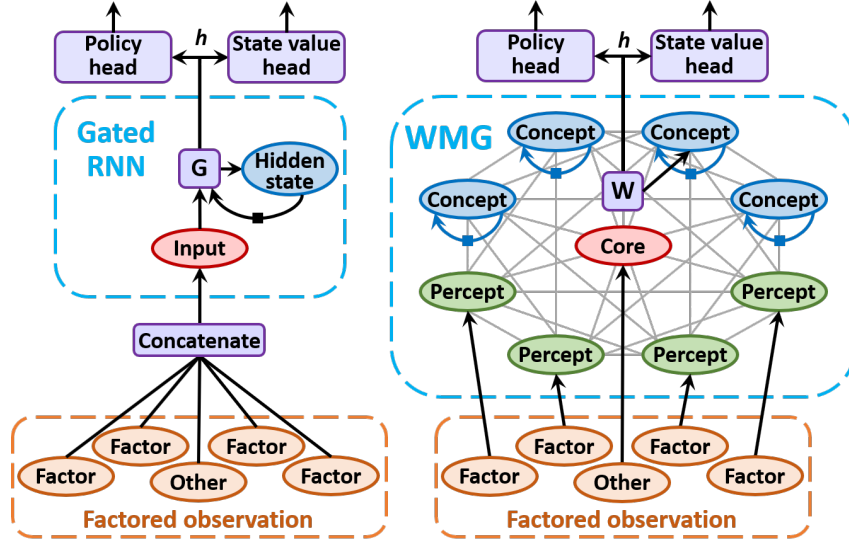 Policy
head
h
State value
head
Gated
RNN
G
Hidden
state
Input
Concatenate
Factor
Factor
Other
Factor
Factor
Factored observation
Policy
head
h
State value
head
WMG
Concept
Concept
Concept
W
Concept
Core
Percept
Percept
Percept
Percept
Factor
Factor
Other
Factor
Factor
Factored observation